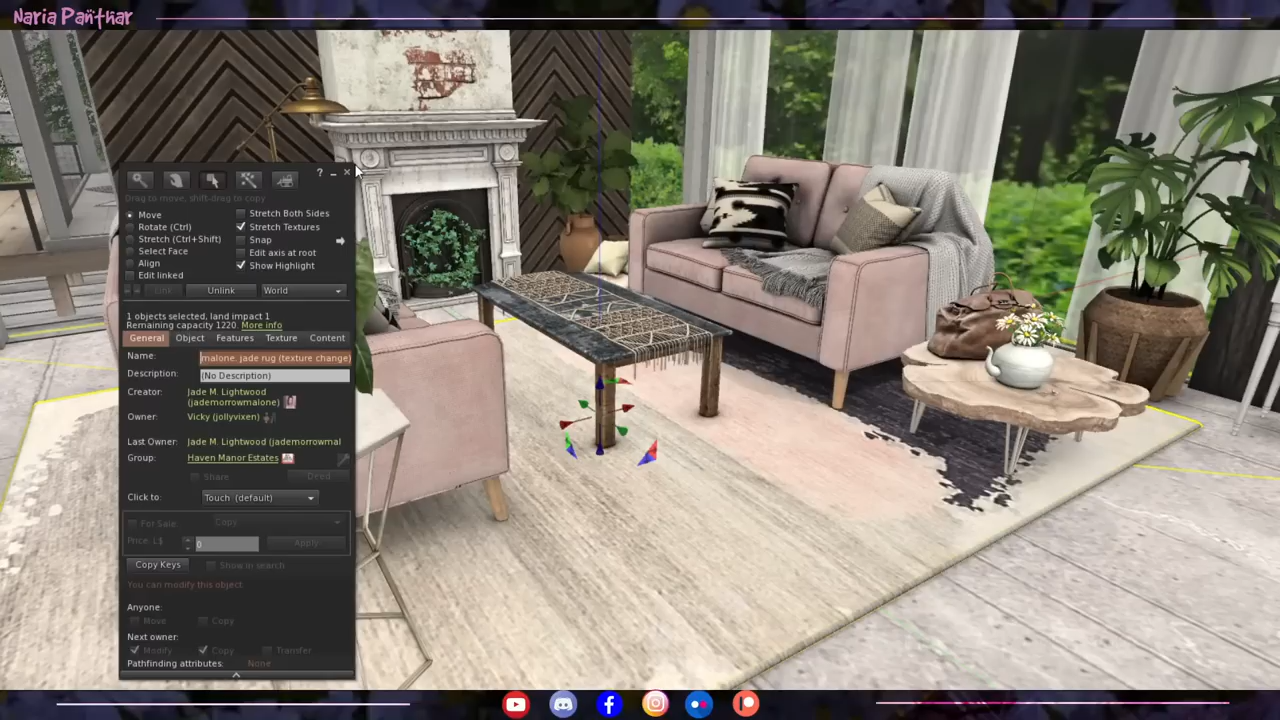 Naria Panthar
?
Drag to move, shift-drag to copy
Move
Rotate (Ctrl)
Stretch (Ctrl+Shift)
Select Face
Align
Edit linked
Stretch Both Sides
Stretch Textures
Snap
Edit axis at root
Show Highlight
Link
Unlink
World
1 objects selected, land impact 1
Remaining capacity 1220. More info
General
Object
Features
Texture
Content
Name:
malone. jade rug (texture change)
Description:
(No Description)
Creator:
Jade M. Lightwood
(jademorrowmalone)
Owner:
Vicky (jollyvixen)
Last Owner:
Jade M. Lightwood (jademorrowmal
Group:
Haven Manor Estates
Share
Deed
Click to:
Touch (default)
For Sale:
Copy
Price: L$
0
Apply
Copy Keys
Show in search
You can modify this object.
Anyone:
Move
Copy
Next owner:
Modify
Copy
Transfer
Pathfinding attributes:
None